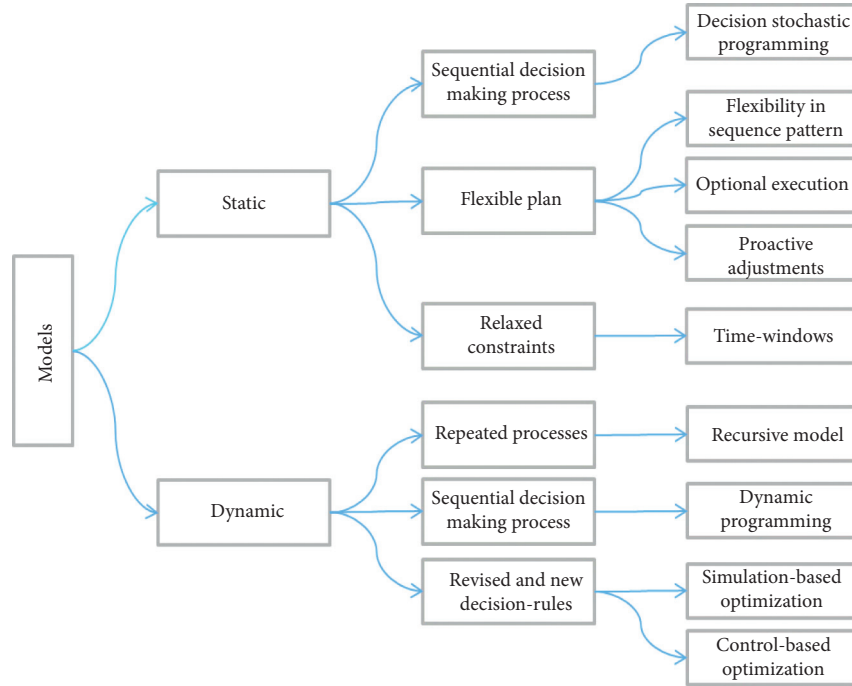 Models
Static
Sequential decision
making process
Decision stochastic
programming
Flexible plan
Flexibility in
sequence pattern
Optional execution
Proactive
adjustments
Relaxed
constraints
Time-windows
Dynamic
Repeated processes
Recursive model
Sequential decision
making process
Dynamic
programming
Revised and new
decision-rules
Simulation-based
optimization
Control-based
optimization